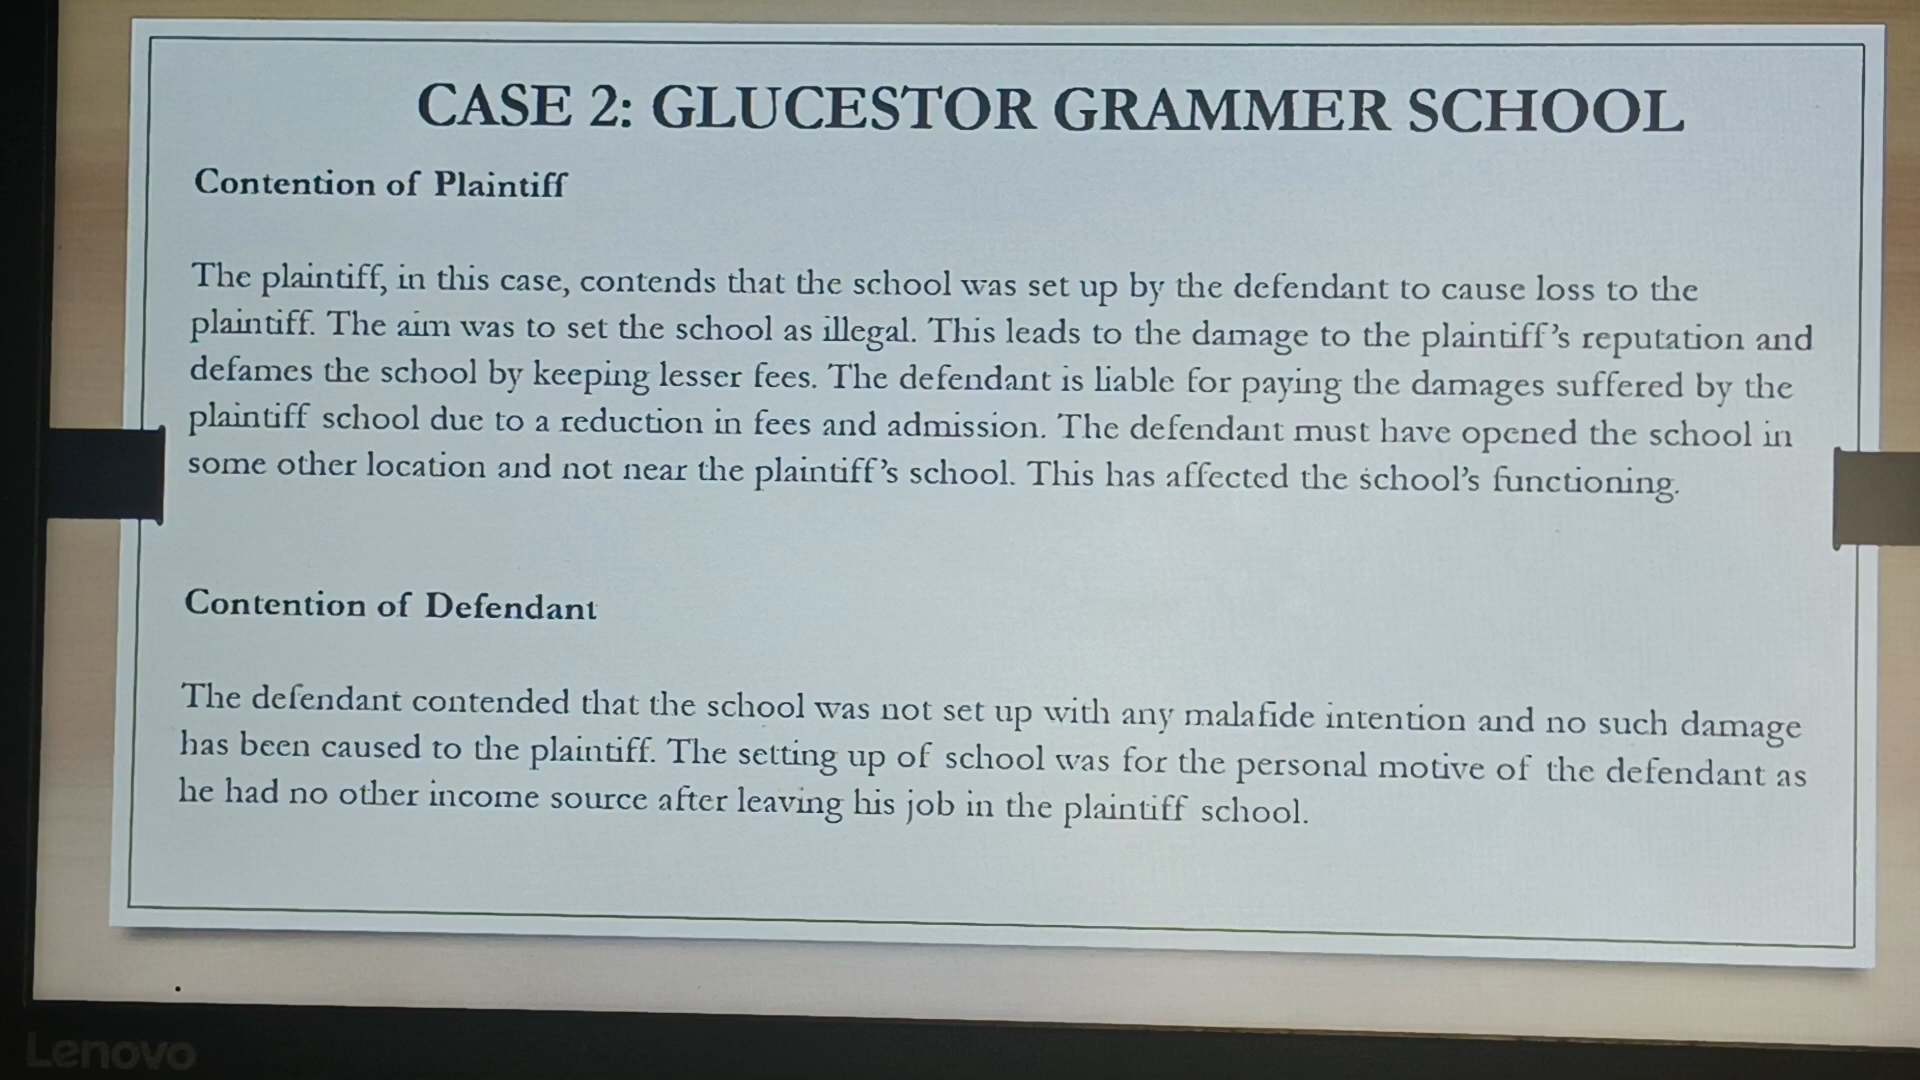 CASE 2: GLUCESTOR GRAMMER SCHOOL
Contention of Plaintiff
The plaintiff, in this case, contends that the school was set up by the defendant to cause loss to the
plaintiff. The aim was to set the school as illegal. This leads to the damage to the plaintiff's reputation and
defames the school by keeping lesser fees. The defendant is liable for paying the damages suffered by the
plaintiff school due to a reduction in fees and admission. The defendant must have opened the school in
some other location and not near the plaintiff's school. This has affected the school's functioning.
Contention of Defendant
The defendant contended that the school was not set up with any malafide intention and no such damage
has been caused to the plaintiff. The setting up of school was for the personal motive of the defendant as
he had no other income source after leaving his job in the plaintiff school.
Lenovo